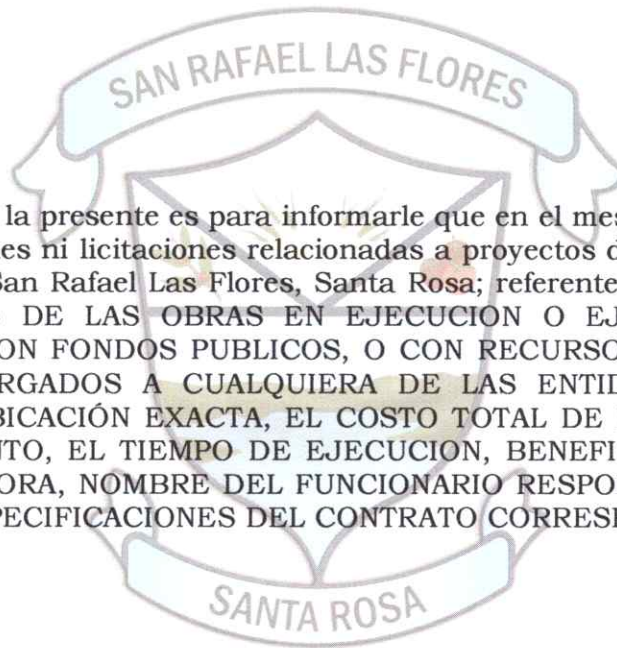 SAN RAFAEL LAS FLORES
la presente es para informarle que en el mes
es ni licitaciones relacionadas a proyectos d
San Rafael Las Flores, Santa Rosa; referente
DE LAS OBRAS EN EJECUCION O EJ
ON FONDOS PUBLICOS, O CON RECURSO
RGADOS A CUALQUIERA DE LAS ENTID
BICACIÓN EXACTA, EL COSTO TOTAL DE
TO, EL TIEMPO DE EJECUCION, BENEFI
ORA, NOMBRE DEL FUNCIONARIO RESPO
PECIFICACIONES DEL CONTRATO CORRES
SANTA ROSA